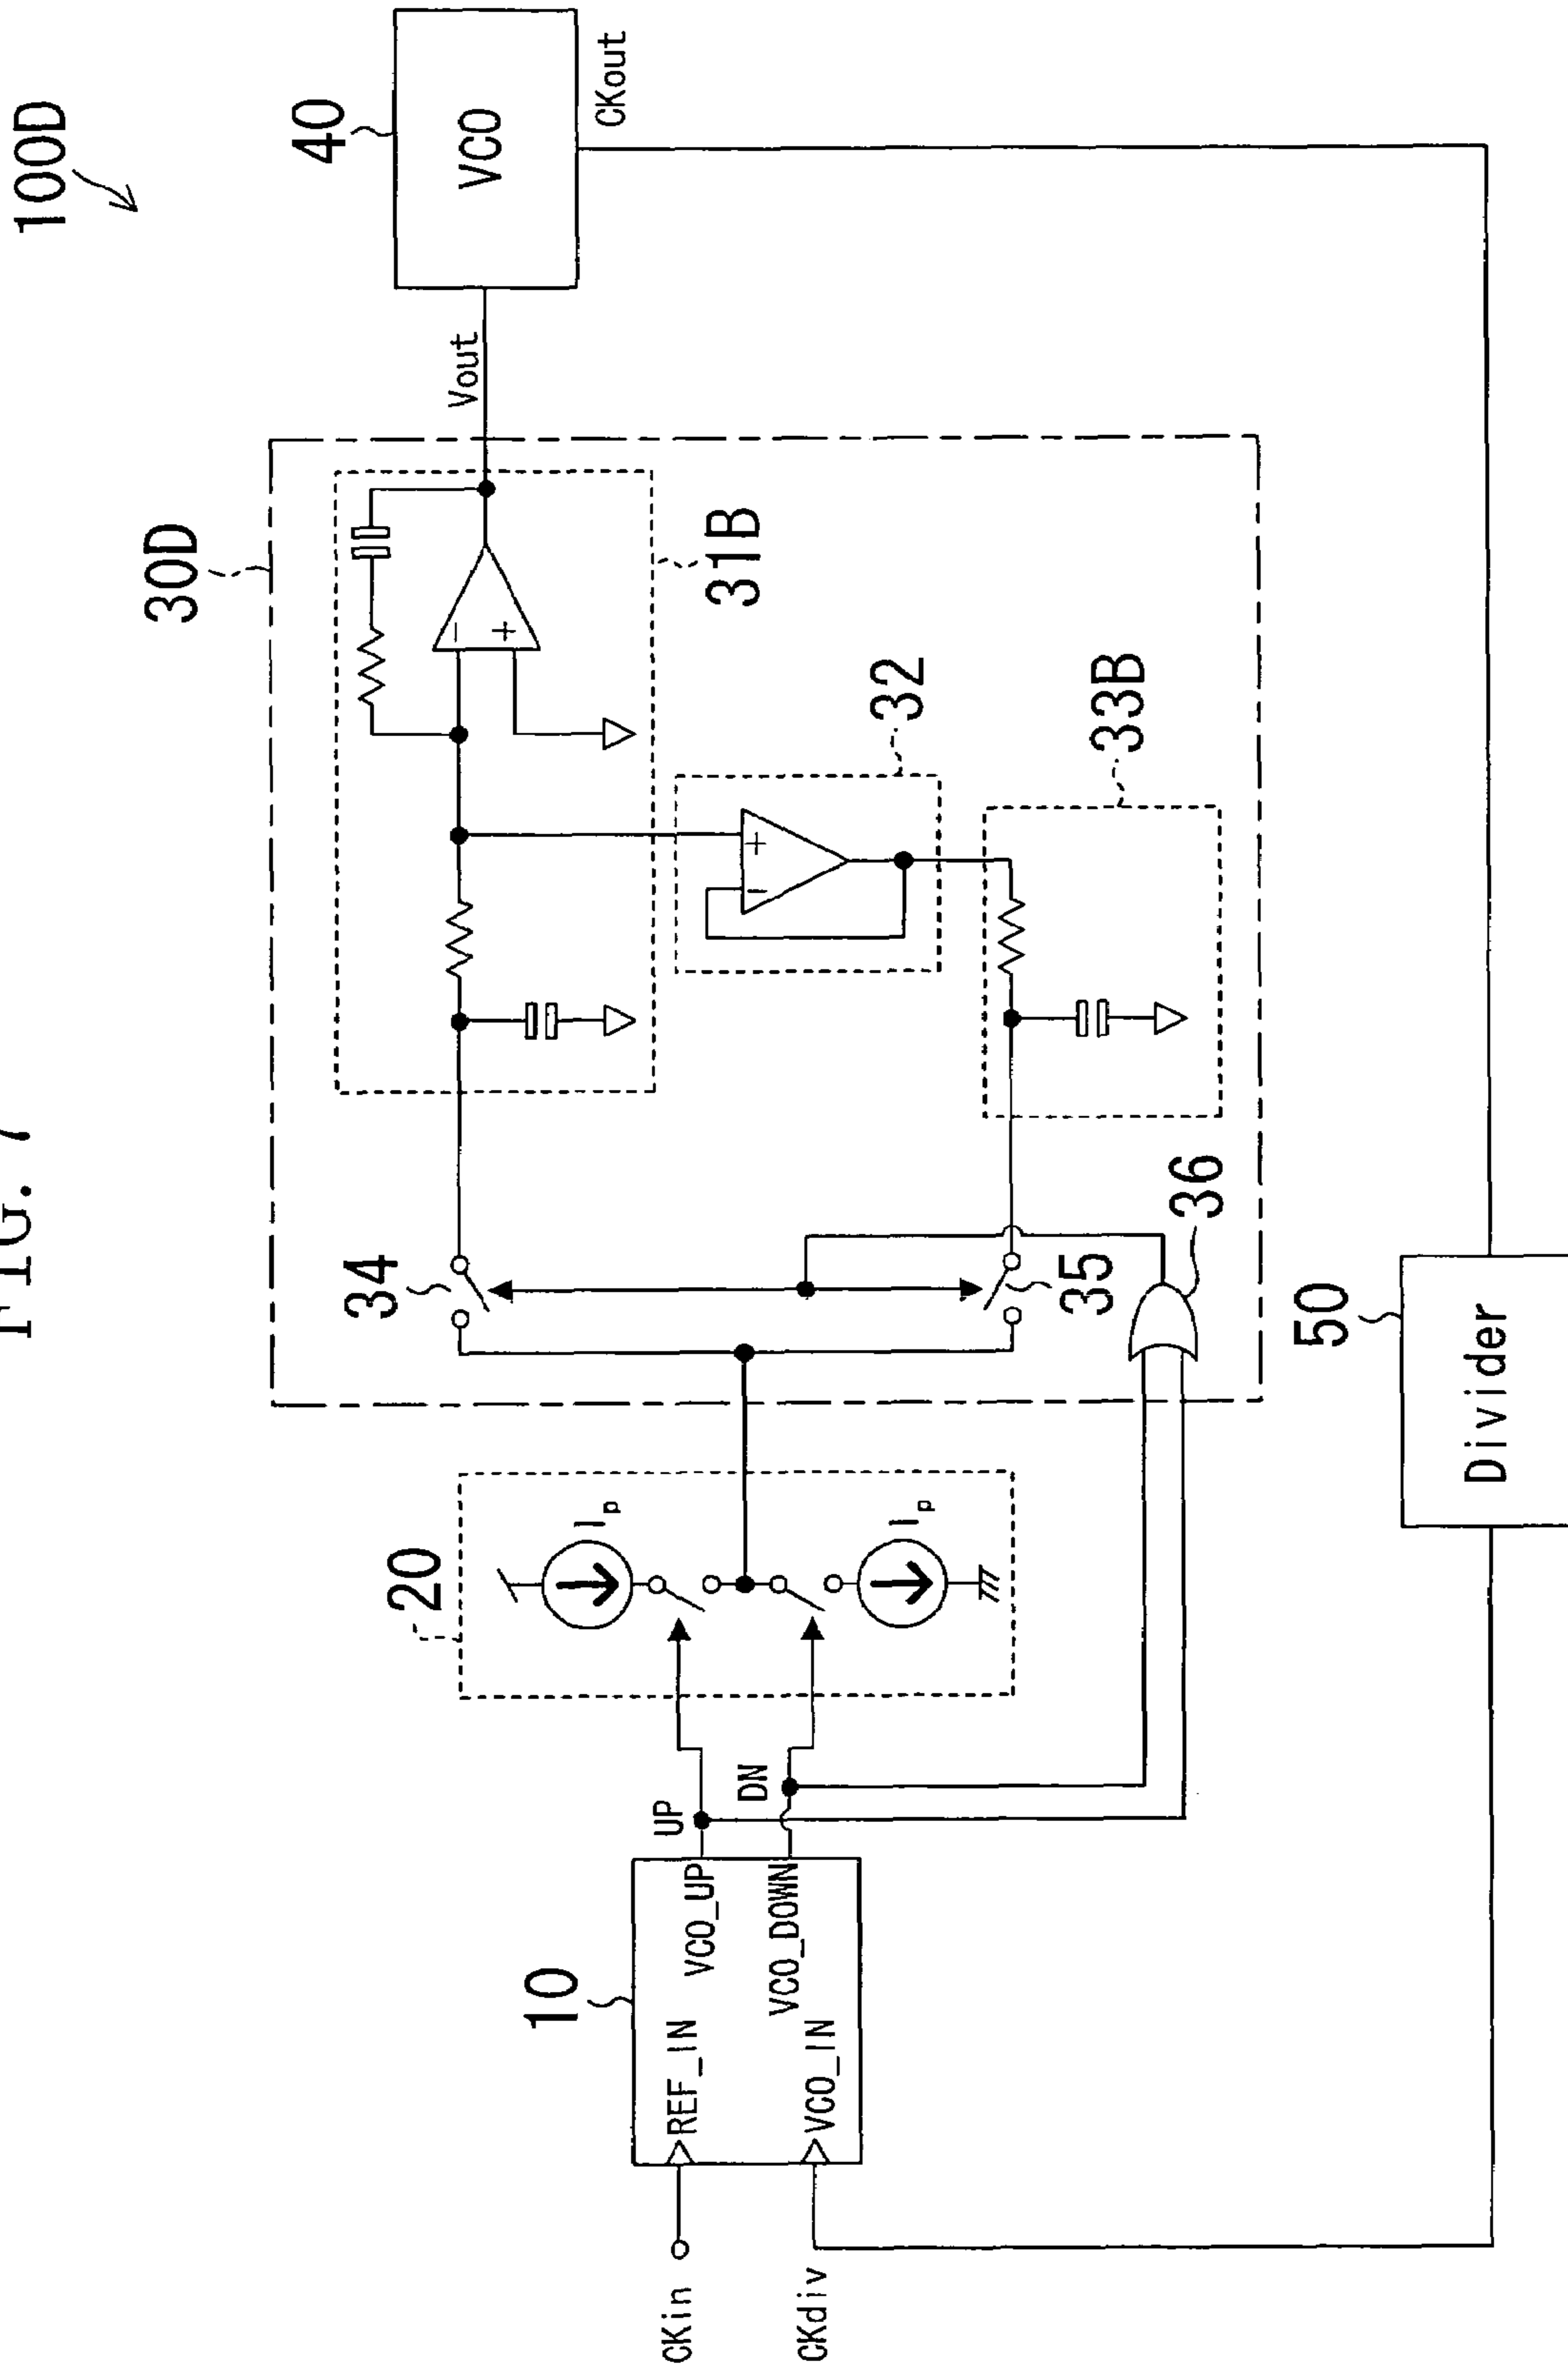 FIG. 7
100D
30D
40
VCO
CKout
Vout
31B
32
33B
34
35
36
20
Ip
Ip
UP
DN
10
REF_IN
VCO_UP
VCO_DOWN
VCO_IN
CKin
CKdiv
50
Divider
-
+
+
-